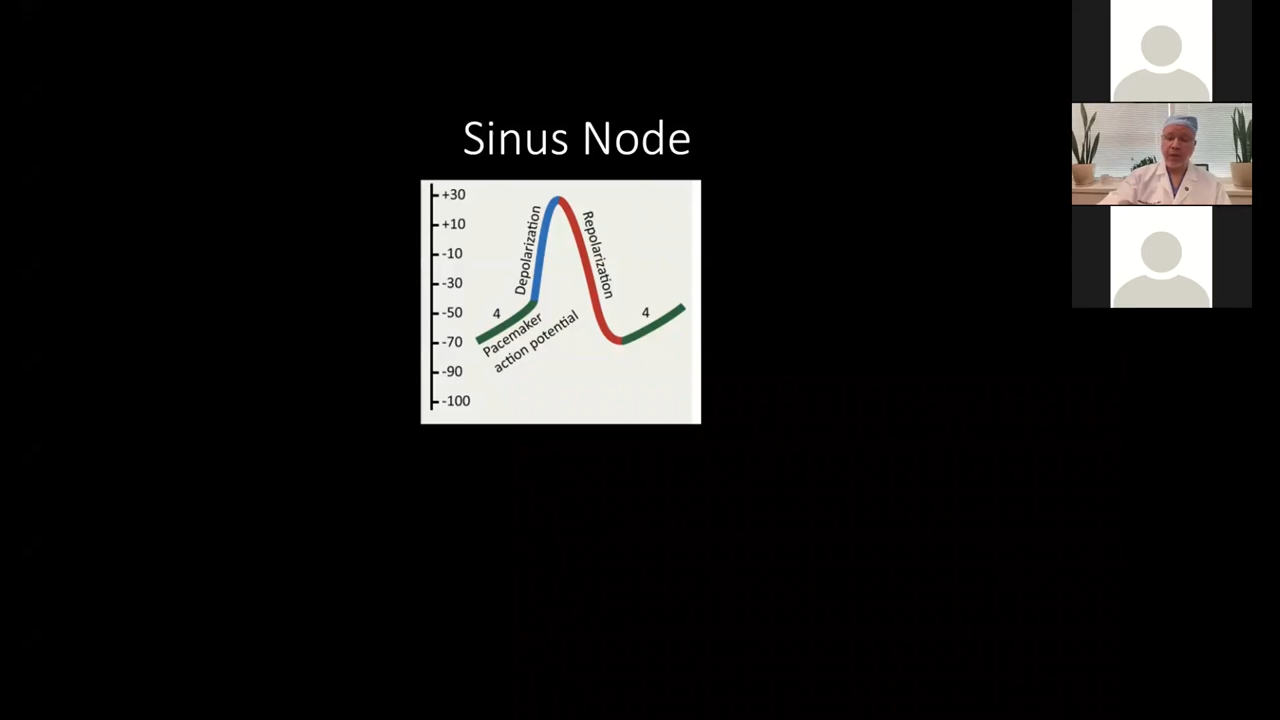 Sinus Node
+30
+10
-10
-30
-50
-70
-90
-100
4
Depolarization
Repolarization
Pacemaker
action potential
4